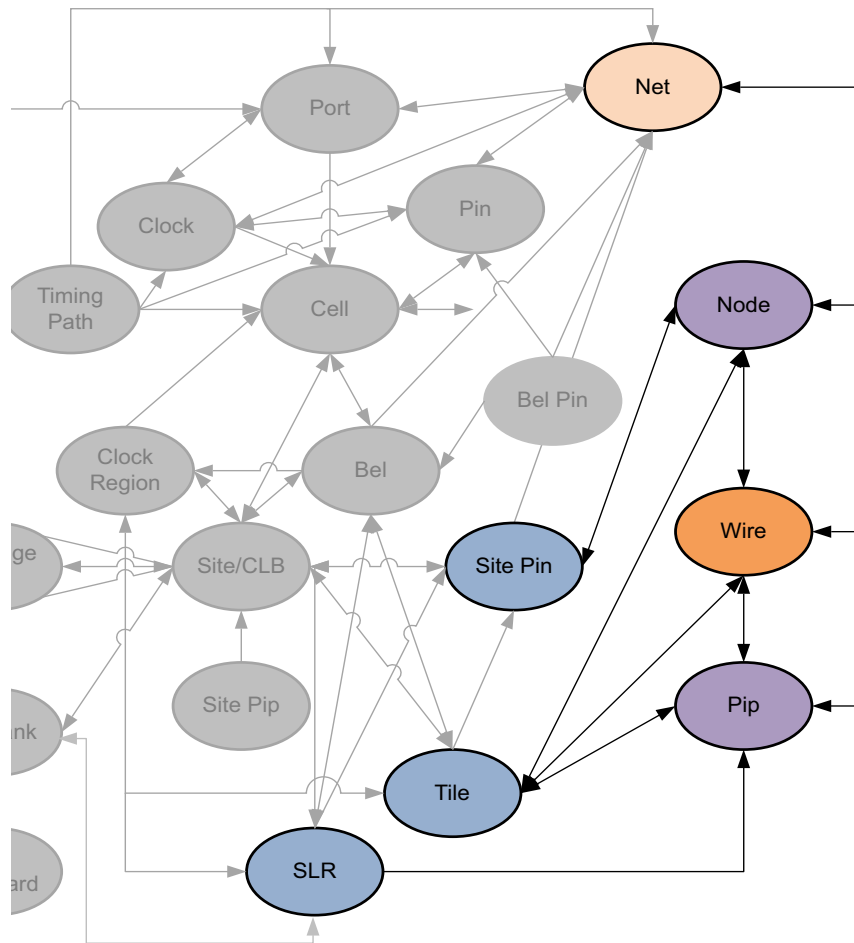 Net
Port
Pin
Clock
Timing
Path
Cell
Node
Bel Pin
Clock
Region
Bel
Wire
ge
Site/CLB
Site Pin
Site Pip
Pip
ank
Tile
SLR
ard